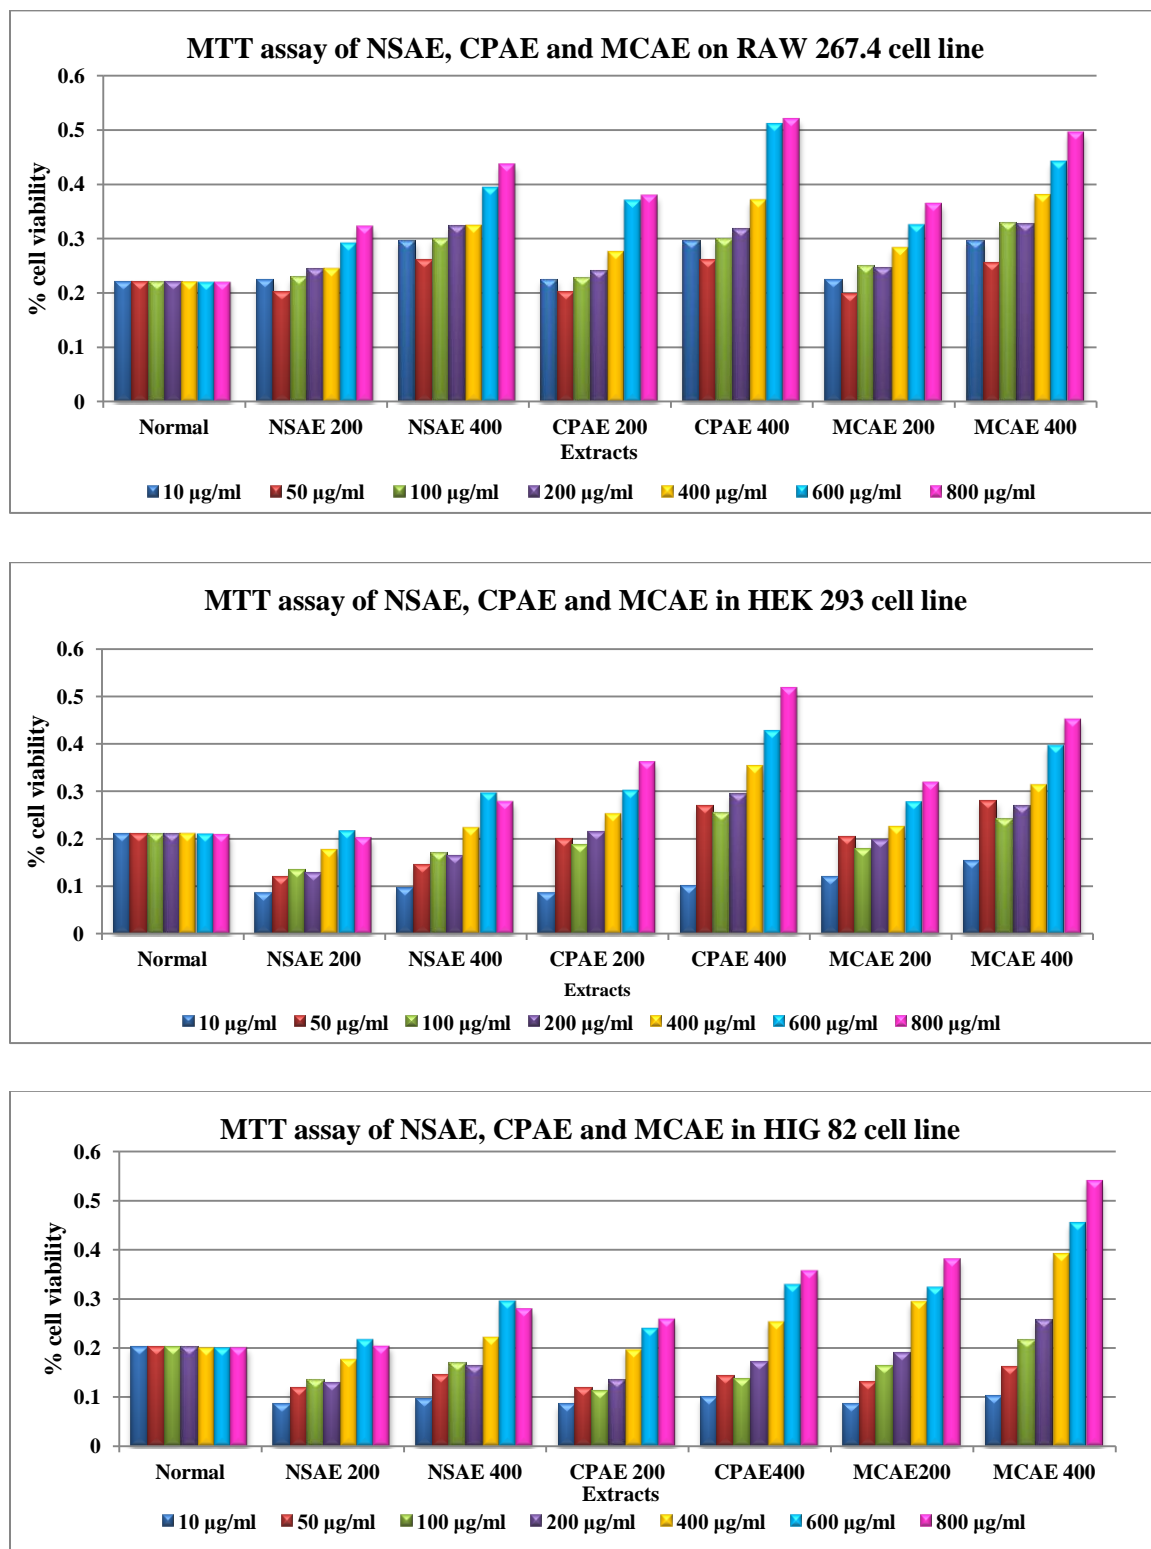 MTT assay of NSAE, CPAE and MCAE on RAW 267.4 cell line
% cell viability
0.6
0.5
0.4
0.3
0.2
0.1
0
Normal NSAE 200 NSAE 400 CPAE 200 CPAE 400 MCAE 200 MCAE 400
Extracts
10 µg/ml 50 µg/ml 100 µg/ml 200 µg/ml 400 µg/ml 600 µg/ml 800 µg/ml
MTT assay of NSAE, CPAE and MCAE in HEK 293 cell line
% cell viability
0.6
0.5
0.4
0.3
0.2
0.1
0
Normal NSAE 200 NSAE 400 CPAE 200 CPAE 400 MCAE 200 MCAE 400
Extracts
10 µg/ml 50 µg/ml 100 µg/ml 200 µg/ml 400 µg/ml 600 µg/ml 800 µg/ml
MTT assay of NSAE, CPAE and MCAE in HIG 82 cell line
% cell viability
0.6
0.5
0.4
0.3
0.2
0.1
0
Normal NSAE 200 NSAE 400 CPAE 200 CPAE400 MCAE200 MCAE 400
Extracts
10 µg/ml 50 µg/ml 100 µg/ml 200 µg/ml 400 µg/ml 600 µg/ml 800 µg/ml